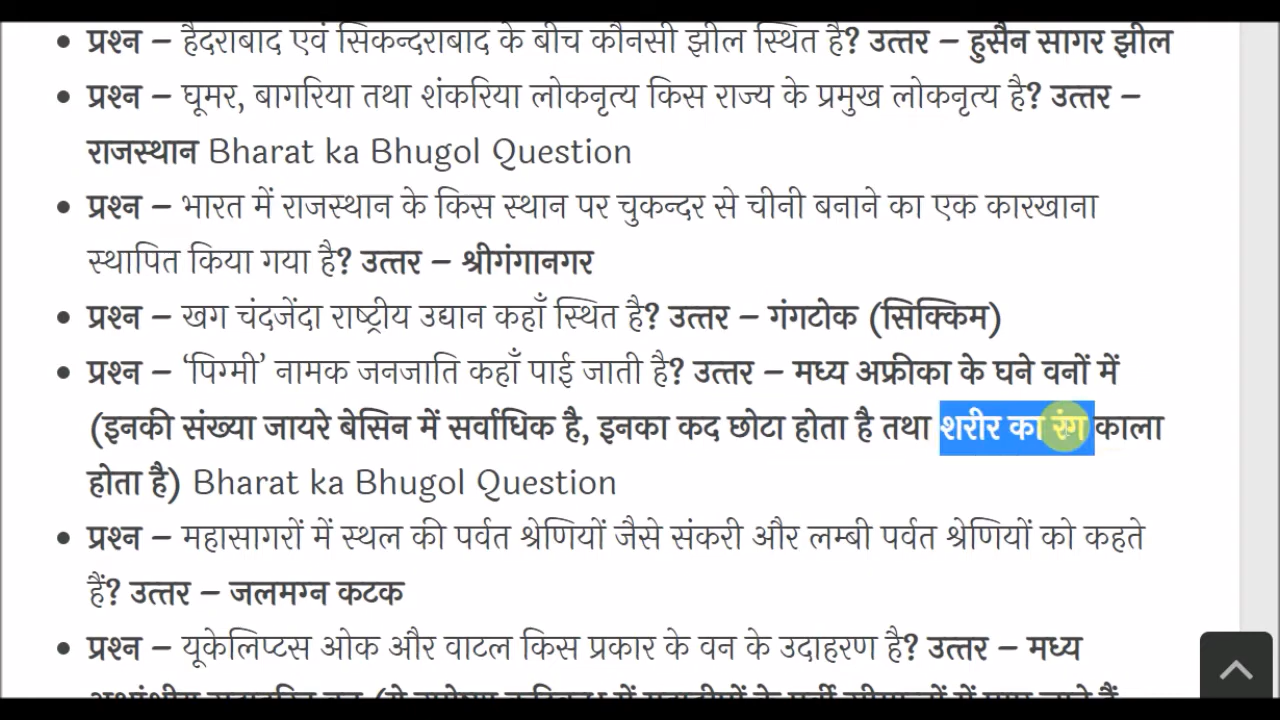 • प्रश्न – हैदराबाद एवं सिकन्दराबाद के बीच कौनसी झील स्थित है? उत्तर – हुसैन सागर झील
• प्रश्न – घूमर, बागरिया तथा शंकरिया लोकनृत्य किस राज्य के प्रमुख लोकनृत्य है? उत्तर –
राजस्थान Bharat ka Bhugol Question
• प्रश्न – भारत में राजस्थान के किस स्थान पर चुकन्दर से चीनी बनाने का एक कारखाना
स्थापित किया गया है? उत्तर – श्रीगंगानगर
• प्रश्न – खग चंदजेंदा राष्ट्रीय उद्यान कहाँ स्थित है? उत्तर – गंगटोक (सिक्किम)
• प्रश्न – ‘पिग्मी’ नामक जनजाति कहाँ पाई जाती है? उत्तर – मध्य अफ्रीका के घने वनों में
(इनकी संख्या जायरे बेसिन में सर्वाधिक है, इनका कद छोटा होता है तथा शरीर का रंग काला
होता है) Bharat ka Bhugol Question
• प्रश्न – महासागरों में स्थल की पर्वत श्रेणियों जैसे संकरी और लम्बी पर्वत श्रेणियों को कहते
हैं? उत्तर – जलमग्न कटक
• प्रश्न – यूकेलिप्टस ओक और वाटल किस प्रकार के वन के उदाहरण है? उत्तर – मध्य